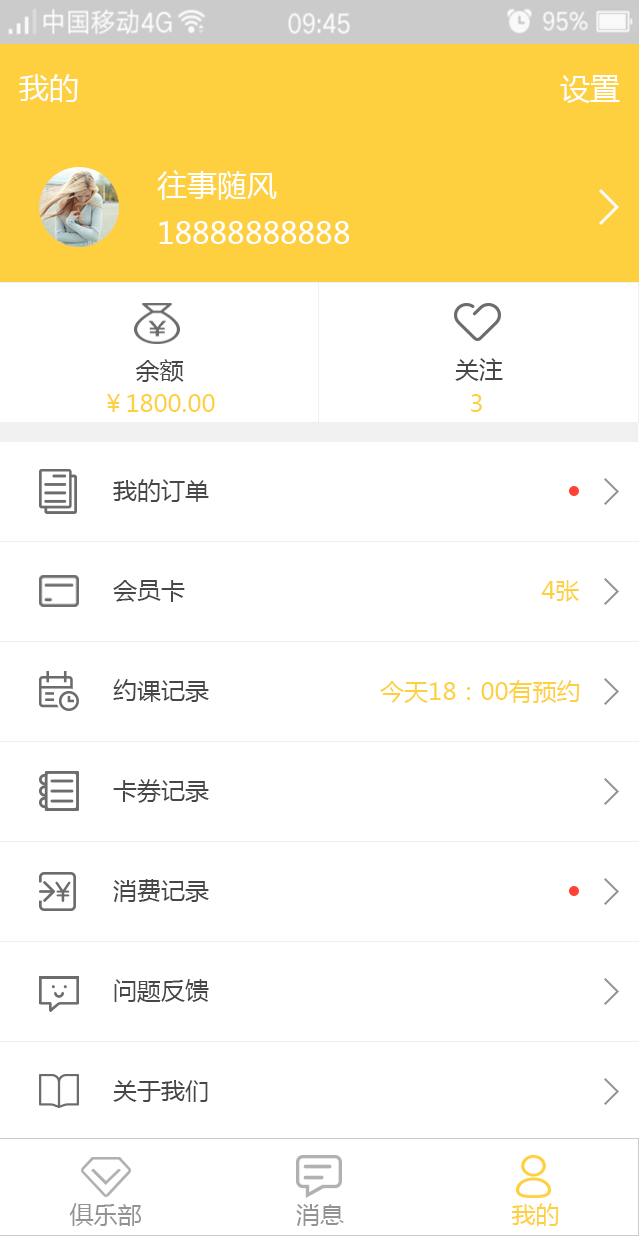 中国移动4G 09:45 95%
我的 设置
往事随风
18888888888
余额 关注
￥1800.00 3
我的订单
会员卡 4张
约课记录 今天18：00有预约
卡券记录
消费记录
问题反馈
关于我们
俱乐部 消息 我的